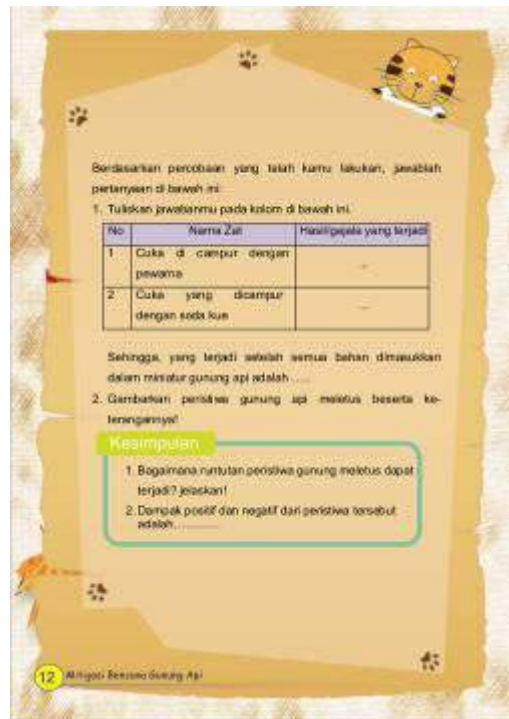 Berdasarkan percobaan yang telah kamu lakukan, jawablah
pertanyaan di bawah ini:
1. Tuliskan jawabanmu pada kolom di bawah ini.
No Nama Zat Hasil/gejala yang terjadi
1 Cuka di campur dengan
pewarna
...
2 Cuka yang dicampur
dengan soda kue
...
Sehingga, yang terjadi setelah semua bahan dimasukkan
dalam miniatur gunung api adalah .....
2. Gambarkan peristiwa gunung api meletus beserta ke-
terangannya!
Kesimpulan
1. Bagaimana runtutan peristiwa gunung meletus dapat
terjadi? jelaskan!
2. Dampak positif dan negatif dari peristiwa tersebut
adalah............
12 Mitigasi Bencana Gunung Api